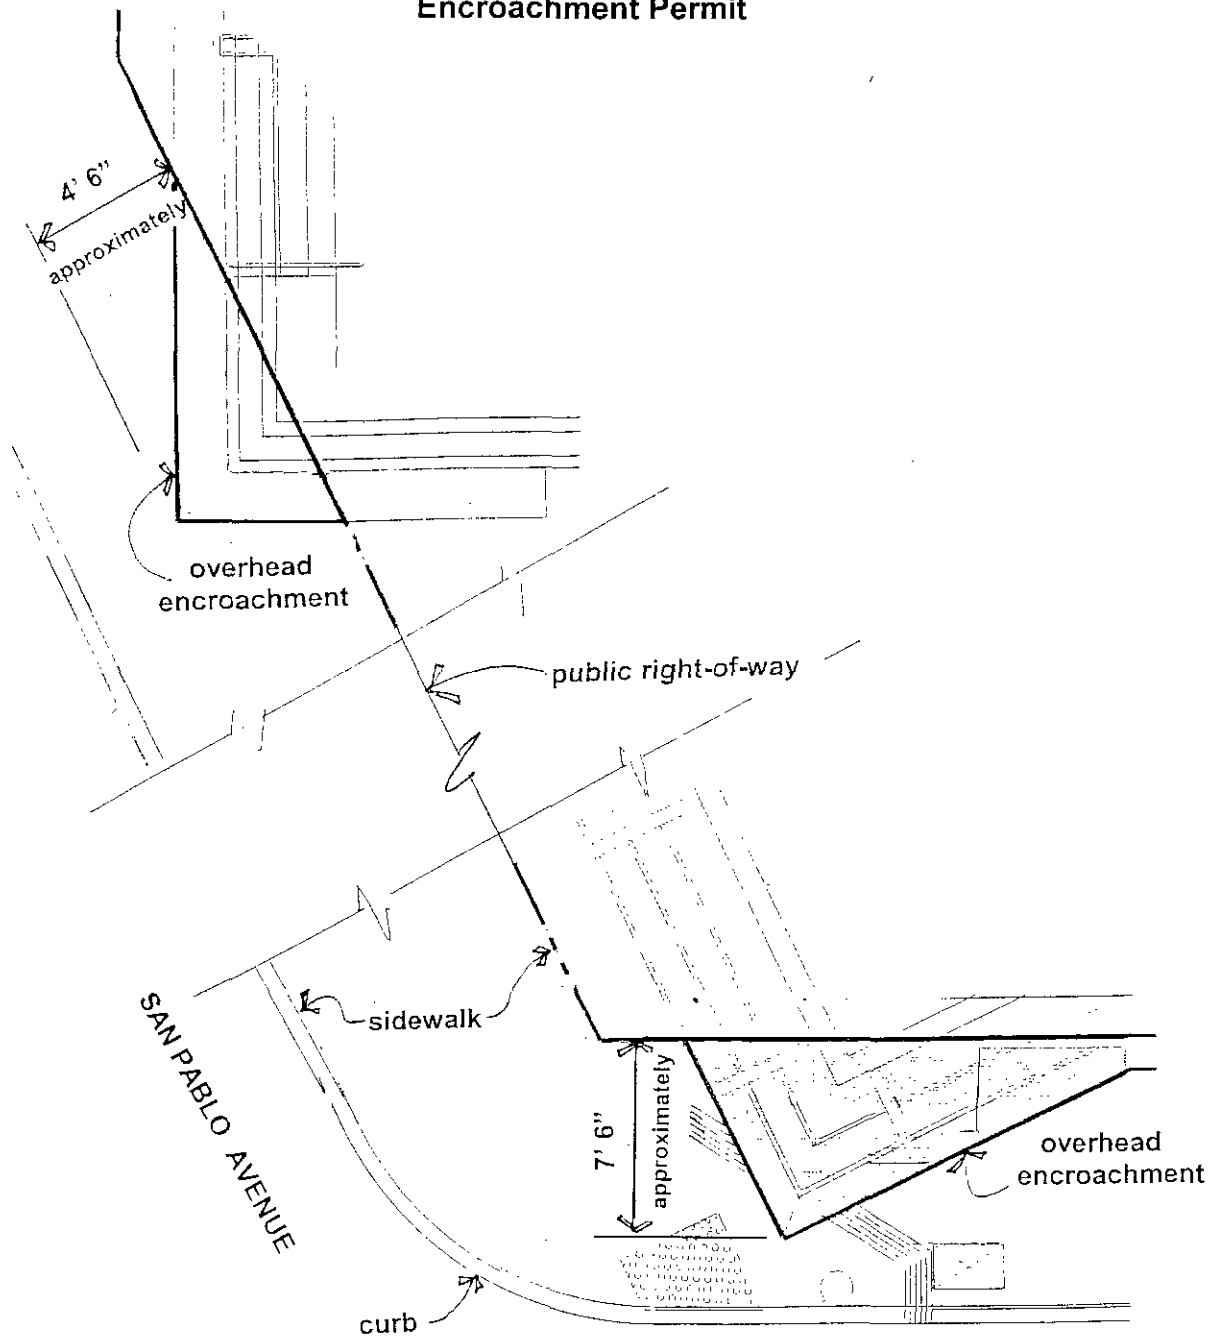 Encroachment Permit
4' 6"
approximately
overhead
encroachment
public right-of-way
sidewalk
SAN PABLO AVENUE
7' 6"
approximately
overhead
encroachment
curb